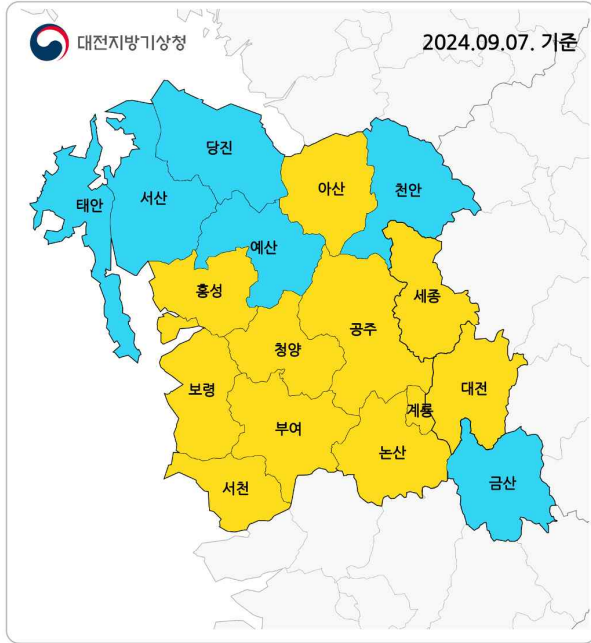 대전지방기상청
2024.09.07. 기준
당진
아산
천안
서산
태안
예산
홍성
세종
공주
청양
보령
대전
계룡
부여
논산
서천
금산